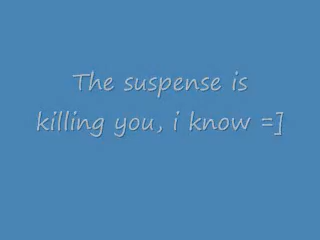 The suspense is
killing you, i know =]